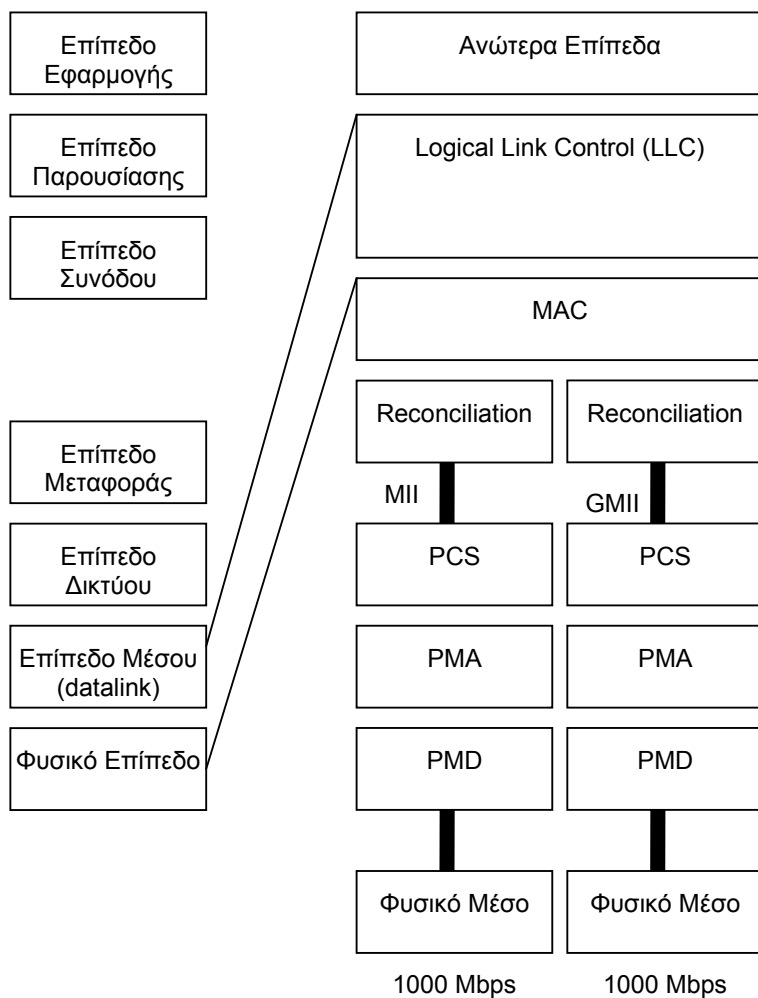 Επίπεδο
Εφαρμογής
Επίπεδο
Παρουσίασης
Επίπεδο
Συνόδου
Επίπεδο
Μεταφοράς
Επίπεδο
Δικτύου
Επίπεδο Μέσου
(datalink)
Φυσικό Επίπεδο
Ανώτερα Επίπεδα
Logical Link Control (LLC)
MAC
Reconciliation
MII
PCS
PMA
PMD
Φυσικό Μέσο
1000 Mbps
Reconciliation
GMII
PCS
PMA
PMD
Φυσικό Μέσο
1000 Mbps